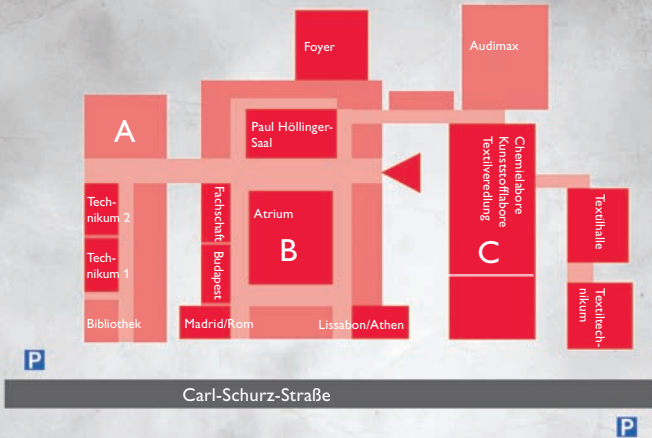 Foyer
Audimax
A
Paul Höllinger-
Saal
Chemielabore
Kunststofflabore
Textilveredlung
Tech-
nikum 2
Fachschaft
Atrium
B
C
Textilhalle
Tech-
nikum 1
Budapest
Textiltech-
nikum
Bibliothek
Madrid/Rom
Lissabon/Athen
P
Carl-Schurz-Straße
P